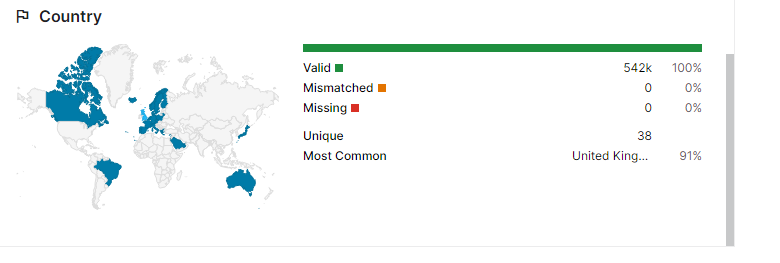 Country
Valid 542k 100%
Mismatched 0 0%
Missing 0 0%
Unique 38
Most Common United King... 91%